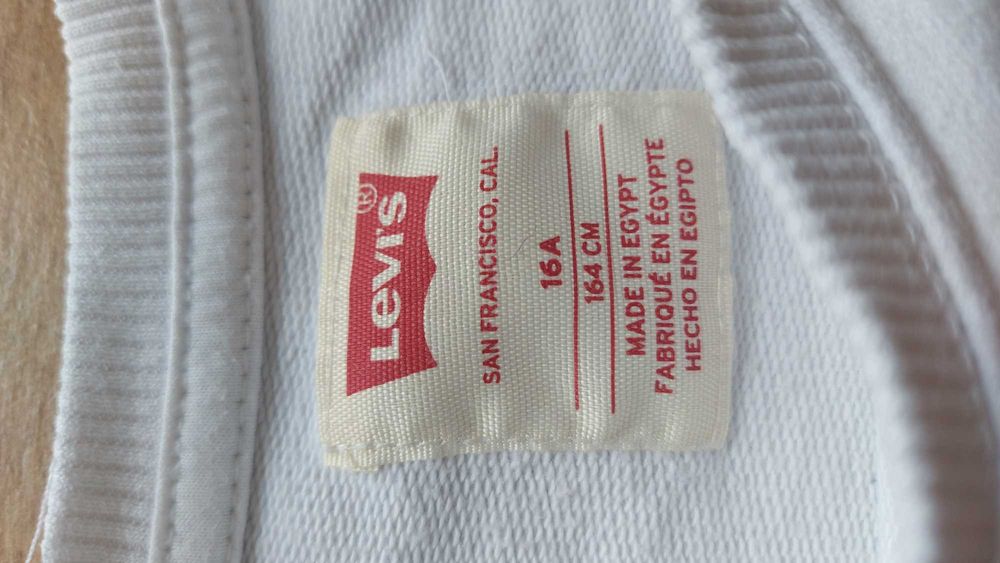 Levi's®
SAN FRANCISCO, CAL.
16A
164 CM
MADE IN EGYPT
FABRIQUÉ EN ÉGYPTE
HECHO EN EGIPTO